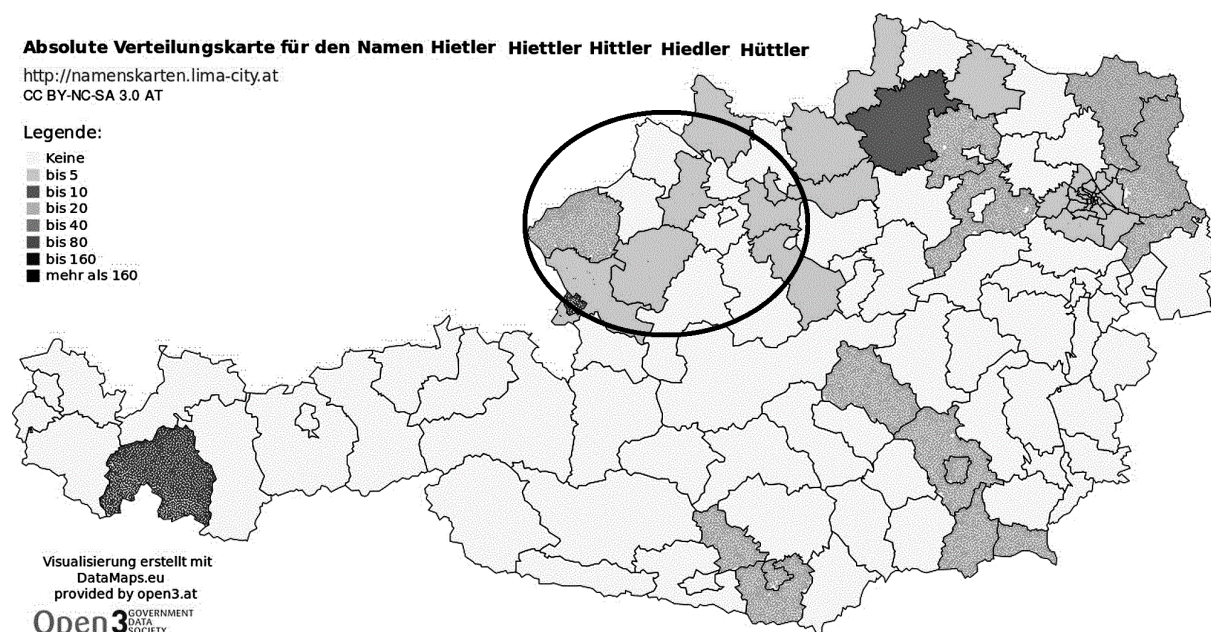 Absolute Verteilungskarte für den Namen Hietler Hiettler Hittler Hiedler Hüttler
http://namenskarten.lima-city.at
CC BY-NC-SA 3.0 AT
Legende:
Keine
bis 5
bis 10
bis 20
bis 40
bis 80
bis 160
mehr als 160
Visualisierung erstellt mit
DataMaps.eu
provided by open3.at
Open3 GOVERNMENT
DATA
SOCIETY